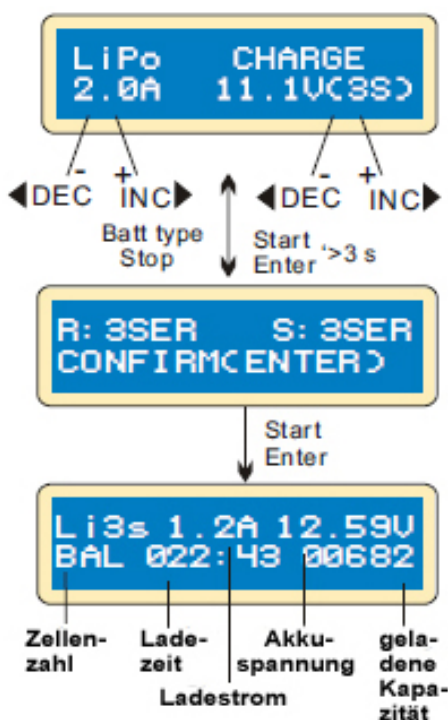 LiPo CHARGE
2.0A 11.1V(3S)
- + - +
DEC INC DEC INC
Batt type Start
Stop Enter '>3 s
R: 3SER S: 3SER
CONFIRM(ENTER)
Start
Enter
Li3s 1.2A 12.59V
BAL 022:43 00682
Zellen- Lade- Akku- gela-
zahl zeit spannung dene
Ladestrom Kapa-
zität